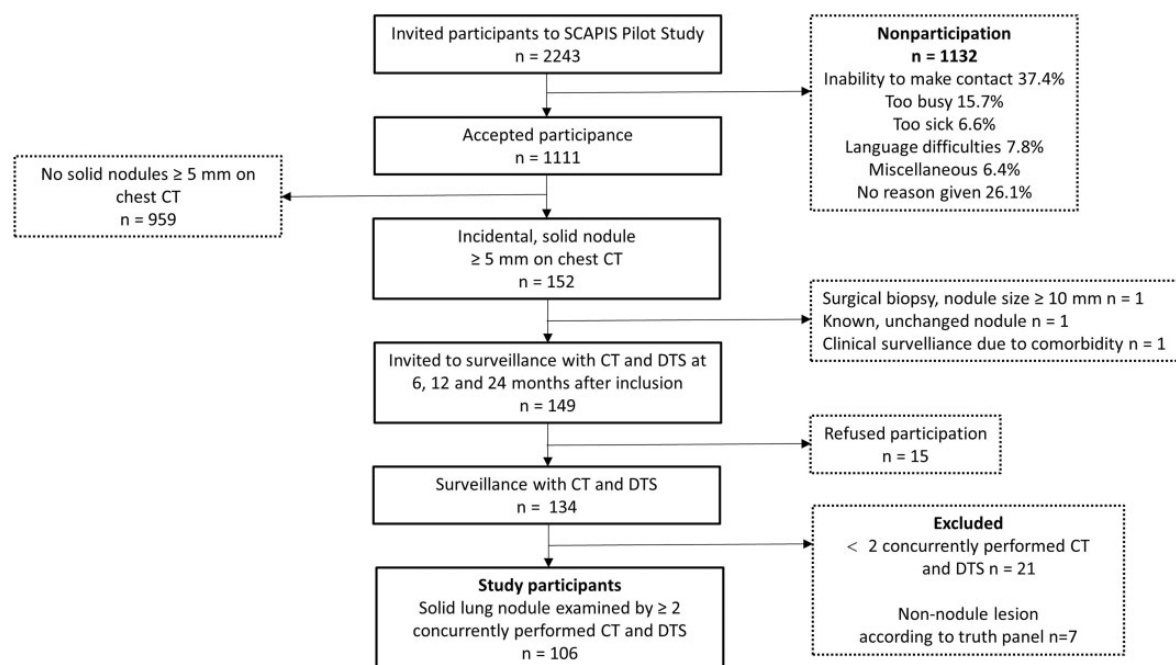 Invited participants to SCAPIS Pilot Study
n = 2243
Nonparticipation
n = 1132
Inability to make contact 37.4%
Too busy 15.7%
Too sick 6.6%
Language difficulties 7.8%
Miscellaneous 6.4%
No reason given 26.1%
Accepted participance
n = 1111
No solid nodules ≥ 5 mm on
chest CT
n = 959
Incidental, solid nodule
≥ 5 mm on chest CT
n = 152
Surgical biopsy, nodule size ≥ 10 mm n = 1
Known, unchanged nodule n = 1
Clinical survelliance due to comorbidity n = 1
Invited to surveillance with CT and DTS at
6, 12 and 24 months after inclusion
n = 149
Refused participation
n = 15
Surveillance with CT and DTS
n = 134
Excluded
< 2 concurrently performed CT
and DTS n = 21
Non-nodule lesion
according to truth panel n=7
Study participants
Solid lung nodule examined by ≥ 2
concurrently performed CT and DTS
n = 106